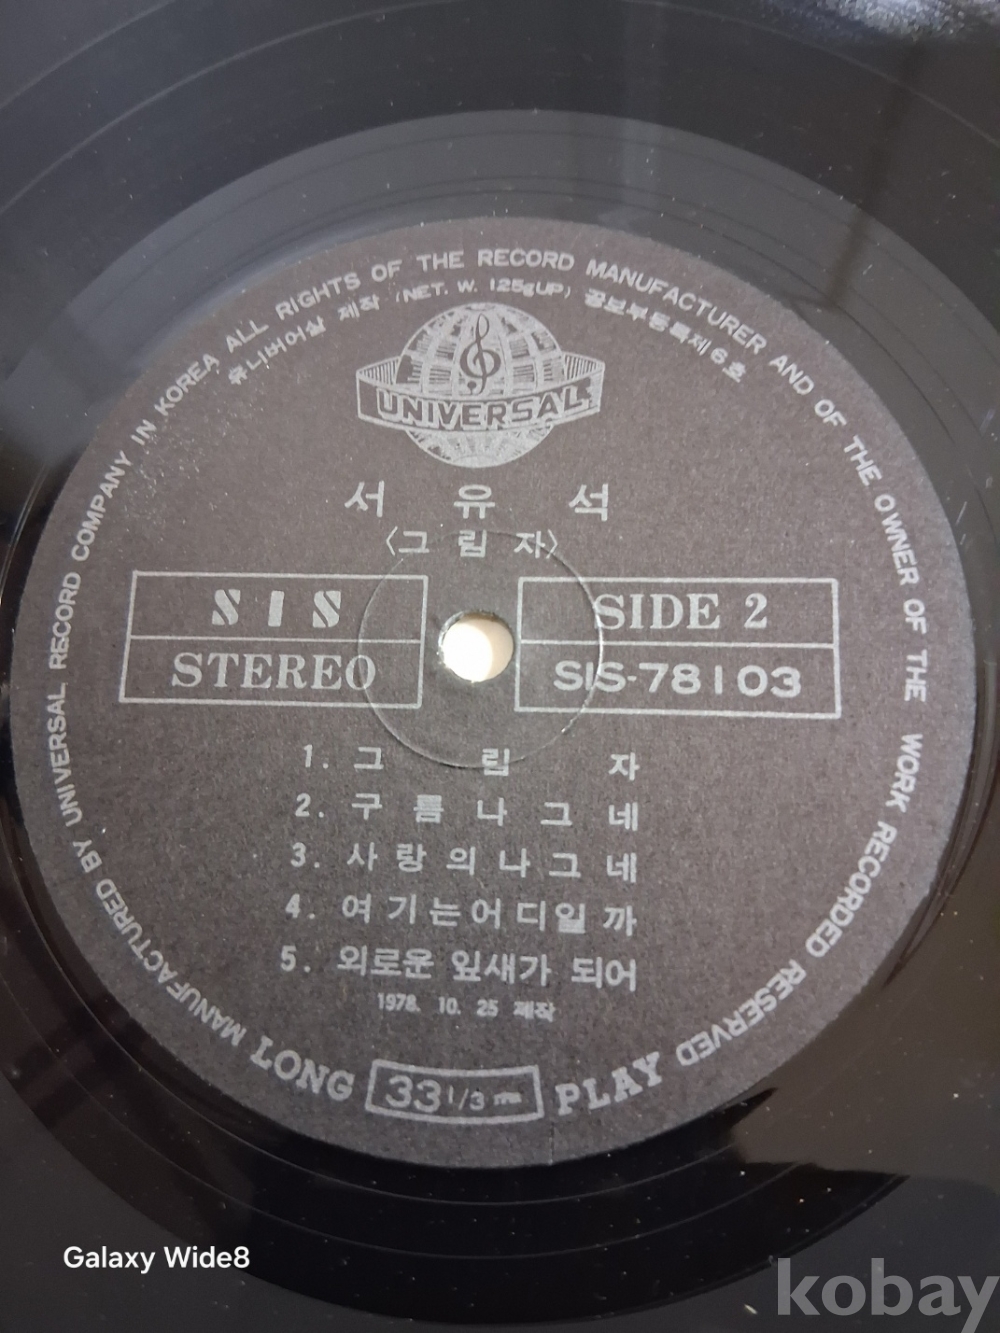 MANUFACTURED BY UNIVERSAL RECORD COMPANY IN KOREA ALL RIGHTS OF THE RECORD MANUFACTURER AND OF THE OWNER OF THE WORK RECORDED RESERVED
유니버어살 제작 (NET. W. 125gUP) 공보부등록제6호
UNIVERSAL
서 유 석
〈그 림 자〉
SIS
STEREO
SIDE 2
SIS-78103
1. 그 림 자
2. 구 름 나 그 네
3. 사 랑 의 나 그 네
4. 여 기 는 어 디 일 까
5. 외로운 잎새가 되어
1978. 10. 25 제작
LONG 33 1/3 PLAY
Galaxy Wide8
kobay